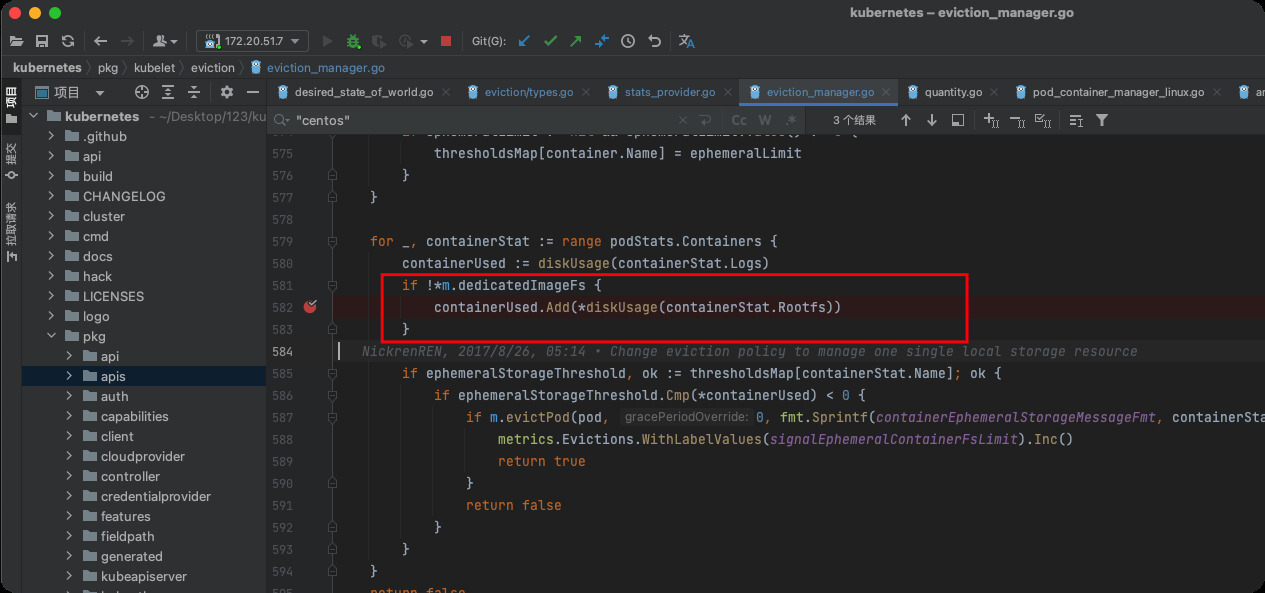 kubernetes – eviction_manager.go
172.20.51.7
Git(G):
kubernetes
pkg
kubelet
eviction
eviction_manager.go
项目
desired_state_of_world.go
eviction/types.go
stats_provider.go
eviction_manager.go
quantity.go
pod_container_manager_linux.go
项目
提交
拉取请求
kubernetes ~/Desktop/123/ku
"centos"
Cc
W
.*
3 个结果
.github
api
build
CHANGELOG
cluster
cmd
docs
hack
LICENSES
logo
pkg
api
apis
auth
capabilities
client
cloudprovider
controller
credentialprovider
features
fieldpath
generated
kubeapiserver
575 thresholdsMap[container.Name] = ephemeralLimit
576 }
577 }
578
579 for _, containerStat := range podStats.Containers {
580 containerUsed := diskUsage(containerStat.Logs)
581 if !*m.dedicatedImageFs {
582 containerUsed.Add(*diskUsage(containerStat.Rootfs))
583 }
584 NickrenREN, 2017/8/26, 05:14 • Change eviction policy to manage one single local storage resource
585 if ephemeralStorageThreshold, ok := thresholdsMap[containerStat.Name]; ok {
586 if ephemeralStorageThreshold.Cmp(*containerUsed) < 0 {
587 if m.evictPod(pod, gracePeriodOverride: 0, fmt.Sprintf(containerEphemeralStorageMessageFmt, containerSta
588 metrics.Evictions.WithLabelValues(signalEphemeralContainerFsLimit).Inc()
589 return true
590 }
591 return false
592 }
593 }
594 }
595 return false